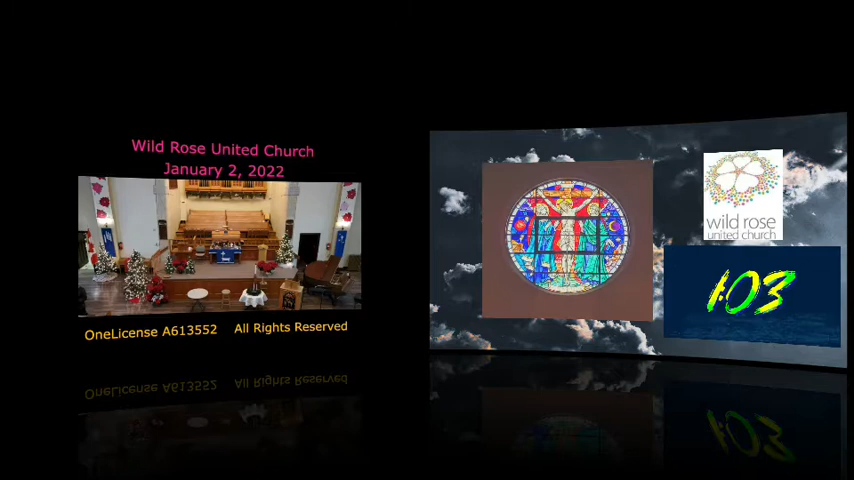 Wild Rose United Church
January 2, 2022
OneLicense A613552 All Rights Reserved
wild rose
united church
1:03